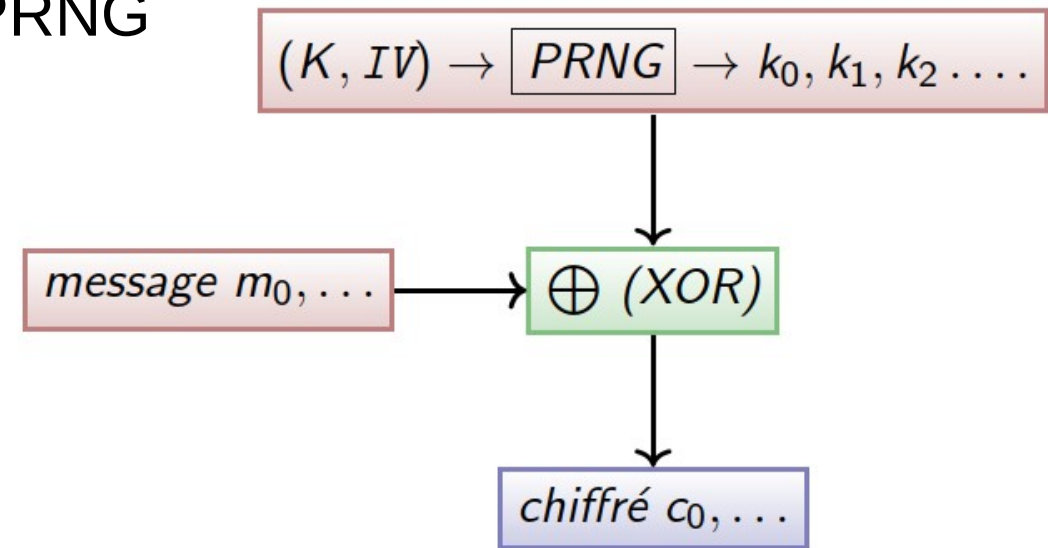 PRNG
(K, IV) → PRNG → k₀, k₁, k₂ ....
message m₀, ...
⊕ (XOR)
chiffré c₀, ...